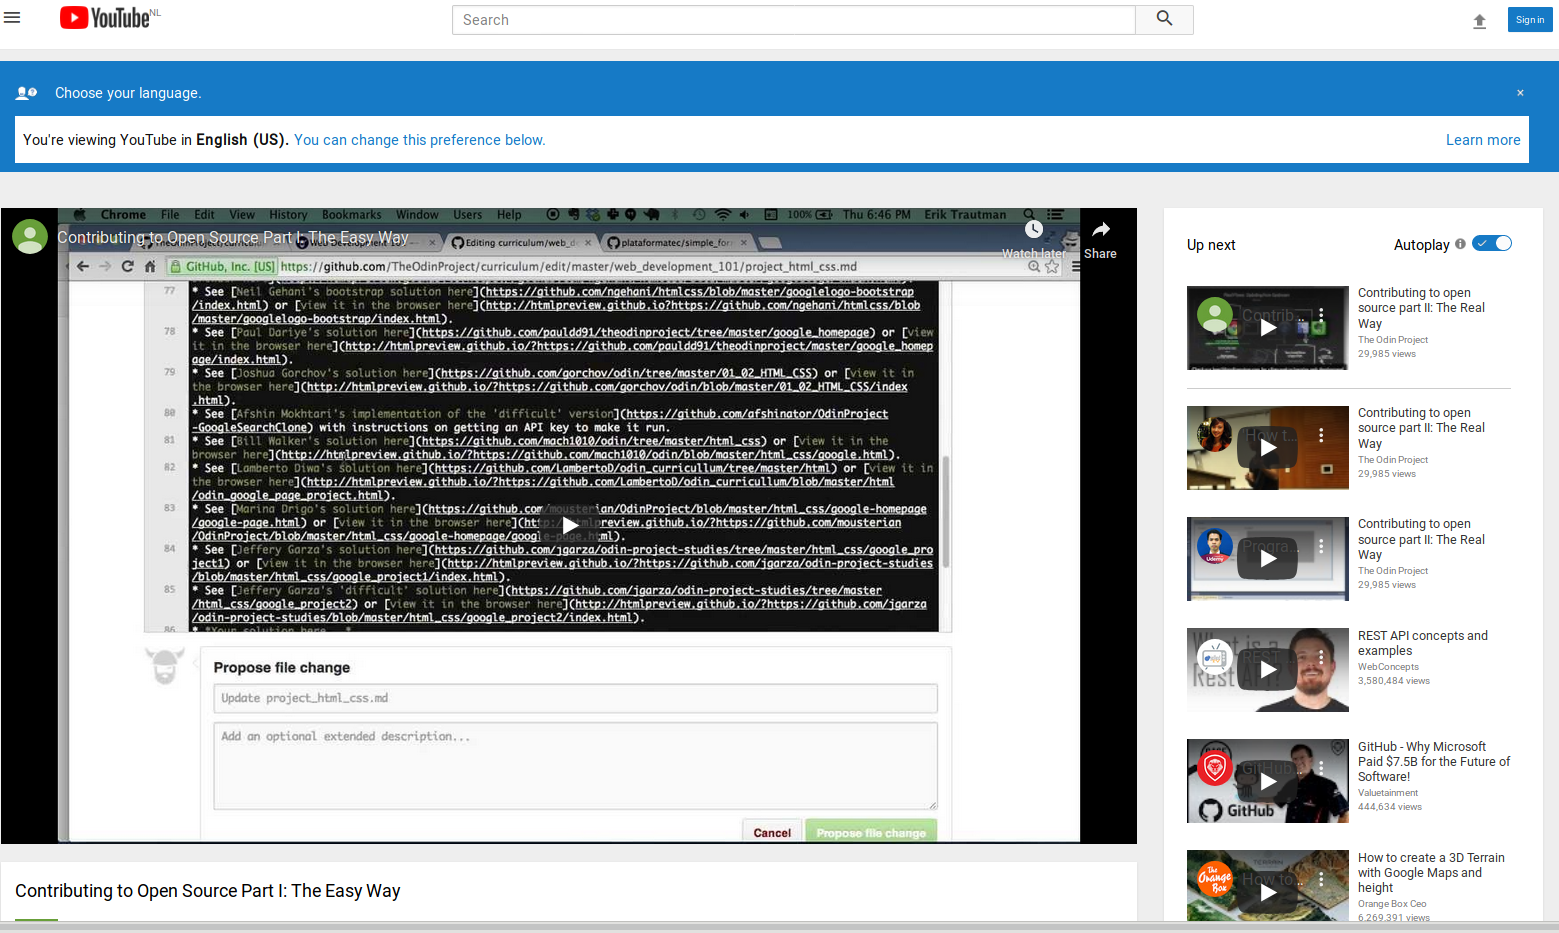 YouTube NL
Search
Sign in
Choose your language.
×
You're viewing YouTube in English (US). You can change this preference below.
Learn more
Chrome File Edit View History Bookmarks Window Users Help
100%
Thu 6:46 PM Erik Trautman
Contributing to Open Source Part I: The Easy Way
Editing curriculum/web_d
plataformatec/simple_for
Watch later
Share
GitHub, Inc. [US] https://github.com/TheOdinProject/curriculum/edit/master/web_development_101/project_html_css.md
77 * See [Neil Gehani's bootstrap solution here](https://github.com/ngehani/htmlcss/blob/master/googlelogo-bootstrap
/index.html) or [view it in the browser here](http://htmlpreview.github.io?https://github.com/ngehani/htmlcss/blob
/master/googlelogo-bootstrap/index.html).
78 * See [Paul Dariye's solution here](https://github.com/pauldd91/theodinproject/tree/master/google_homepage) or [view
it in the browser here](http://htmlpreview.github.io/?https://github.com/pauldd91/theodinproject/master/google_homep
age/index.html).
79 * See [Joshua Gorchov's solution here](https://github.com/gorchov/odin/tree/master/01_02_HTML_CSS) or [view it in
the browser here](http://htmlpreview.github.io/?https://github.com/gorchov/odin/blob/master/01_02_HTML_CSS/index
.html).
80 * See [Afshin Mokhtari's implementation of the 'difficult' version](https://github.com/afshinator/OdinProject
-GoogleSearchClone) with instructions on getting an API key to make it run.
81 * See [Bill Walker's solution here](https://github.com/mach1010/odin/tree/master/html_css) or [view it in the
browser here](http://htmlpreview.github.io/?https://github.com/mach1010/odin/blob/master/html_css/google.html).
82 * See [Lamberto Diwa's solution here](https://github.com/LambertoD/odin_curricullum/tree/master/html) or [view it in
the browser here](http://htmlpreview.github.io/?https://github.com/LambertoD/odin_curricullum/blob/master/html
/odin_google_page_project.html).
83 * See [Marina Drigo's solution here](https://github.com/mousterian/OdinProject/blob/master/html_css/google-homepage
/google-page.html) or [view it in the browser here](http://htmlpreview.github.io/?https://github.com/mousterian
/OdinProject/blob/master/html_css/google-homepage/google-page.html).
84 * See [Jeffery Garza's solution here](https://github.com/jgarza/odin-project-studies/tree/master/html_css/google_pro
ject1) or [view it in the browser here](http://htmlpreview.github.io/?https://github.com/jgarza/odin-project-studies
/blob/master/html_css/google_project1/index.html).
85 * See [Jeffery Garza's 'difficult' solution here](https://github.com/jgarza/odin-project-studies/tree/master
/html_css/google_project2) or [view it in the browser here](http://htmlpreview.github.io/?https://github.com/jgarza
/odin-project-studies/blob/master/html_css/google_project2/index.html).
86 * *Your solution here...*
Propose file change
Update project_html_css.md
Add an optional extended description...
Cancel
Propose file change
Contributing to Open Source Part I: The Easy Way
Up next
Autoplay
Contrib...
Contributing to open
source part II: The Real
Way
The Odin Project
29,985 views
How t...
Contributing to open
source part II: The Real
Way
The Odin Project
29,985 views
Progra...
Udemy
Contributing to open
source part II: The Real
Way
The Odin Project
29,985 views
What is a
Rest API?
REST...
REST API concepts and
examples
WebConcepts
3,580,484 views
GitHub...
GitHub
GitHub - Why Microsoft
Paid $7.5B for the Future of
Software!
Valuetainment
444,634 views
TERRAIN
The Orange Box
How to...
How to create a 3D Terrain
with Google Maps and
height
Orange Box Ceo
6,269,391 views